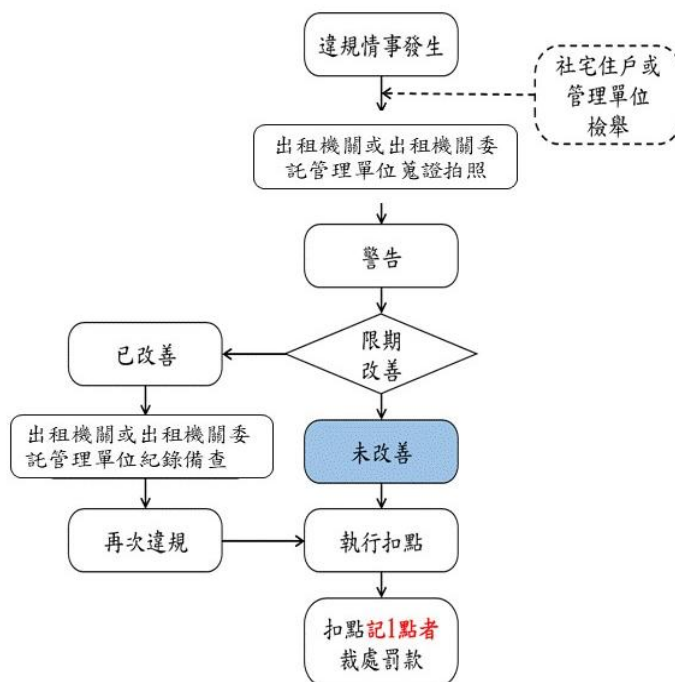 違規情事發生
社宅住戶或
管理單位
檢舉
出租機關或出租機關委
託管理單位蒐證拍照
警告
限期
改善
已改善
出租機關或出租機關委
託管理單位紀錄備查
未改善
再次違規
執行扣點
扣點記1點者
裁處罰款